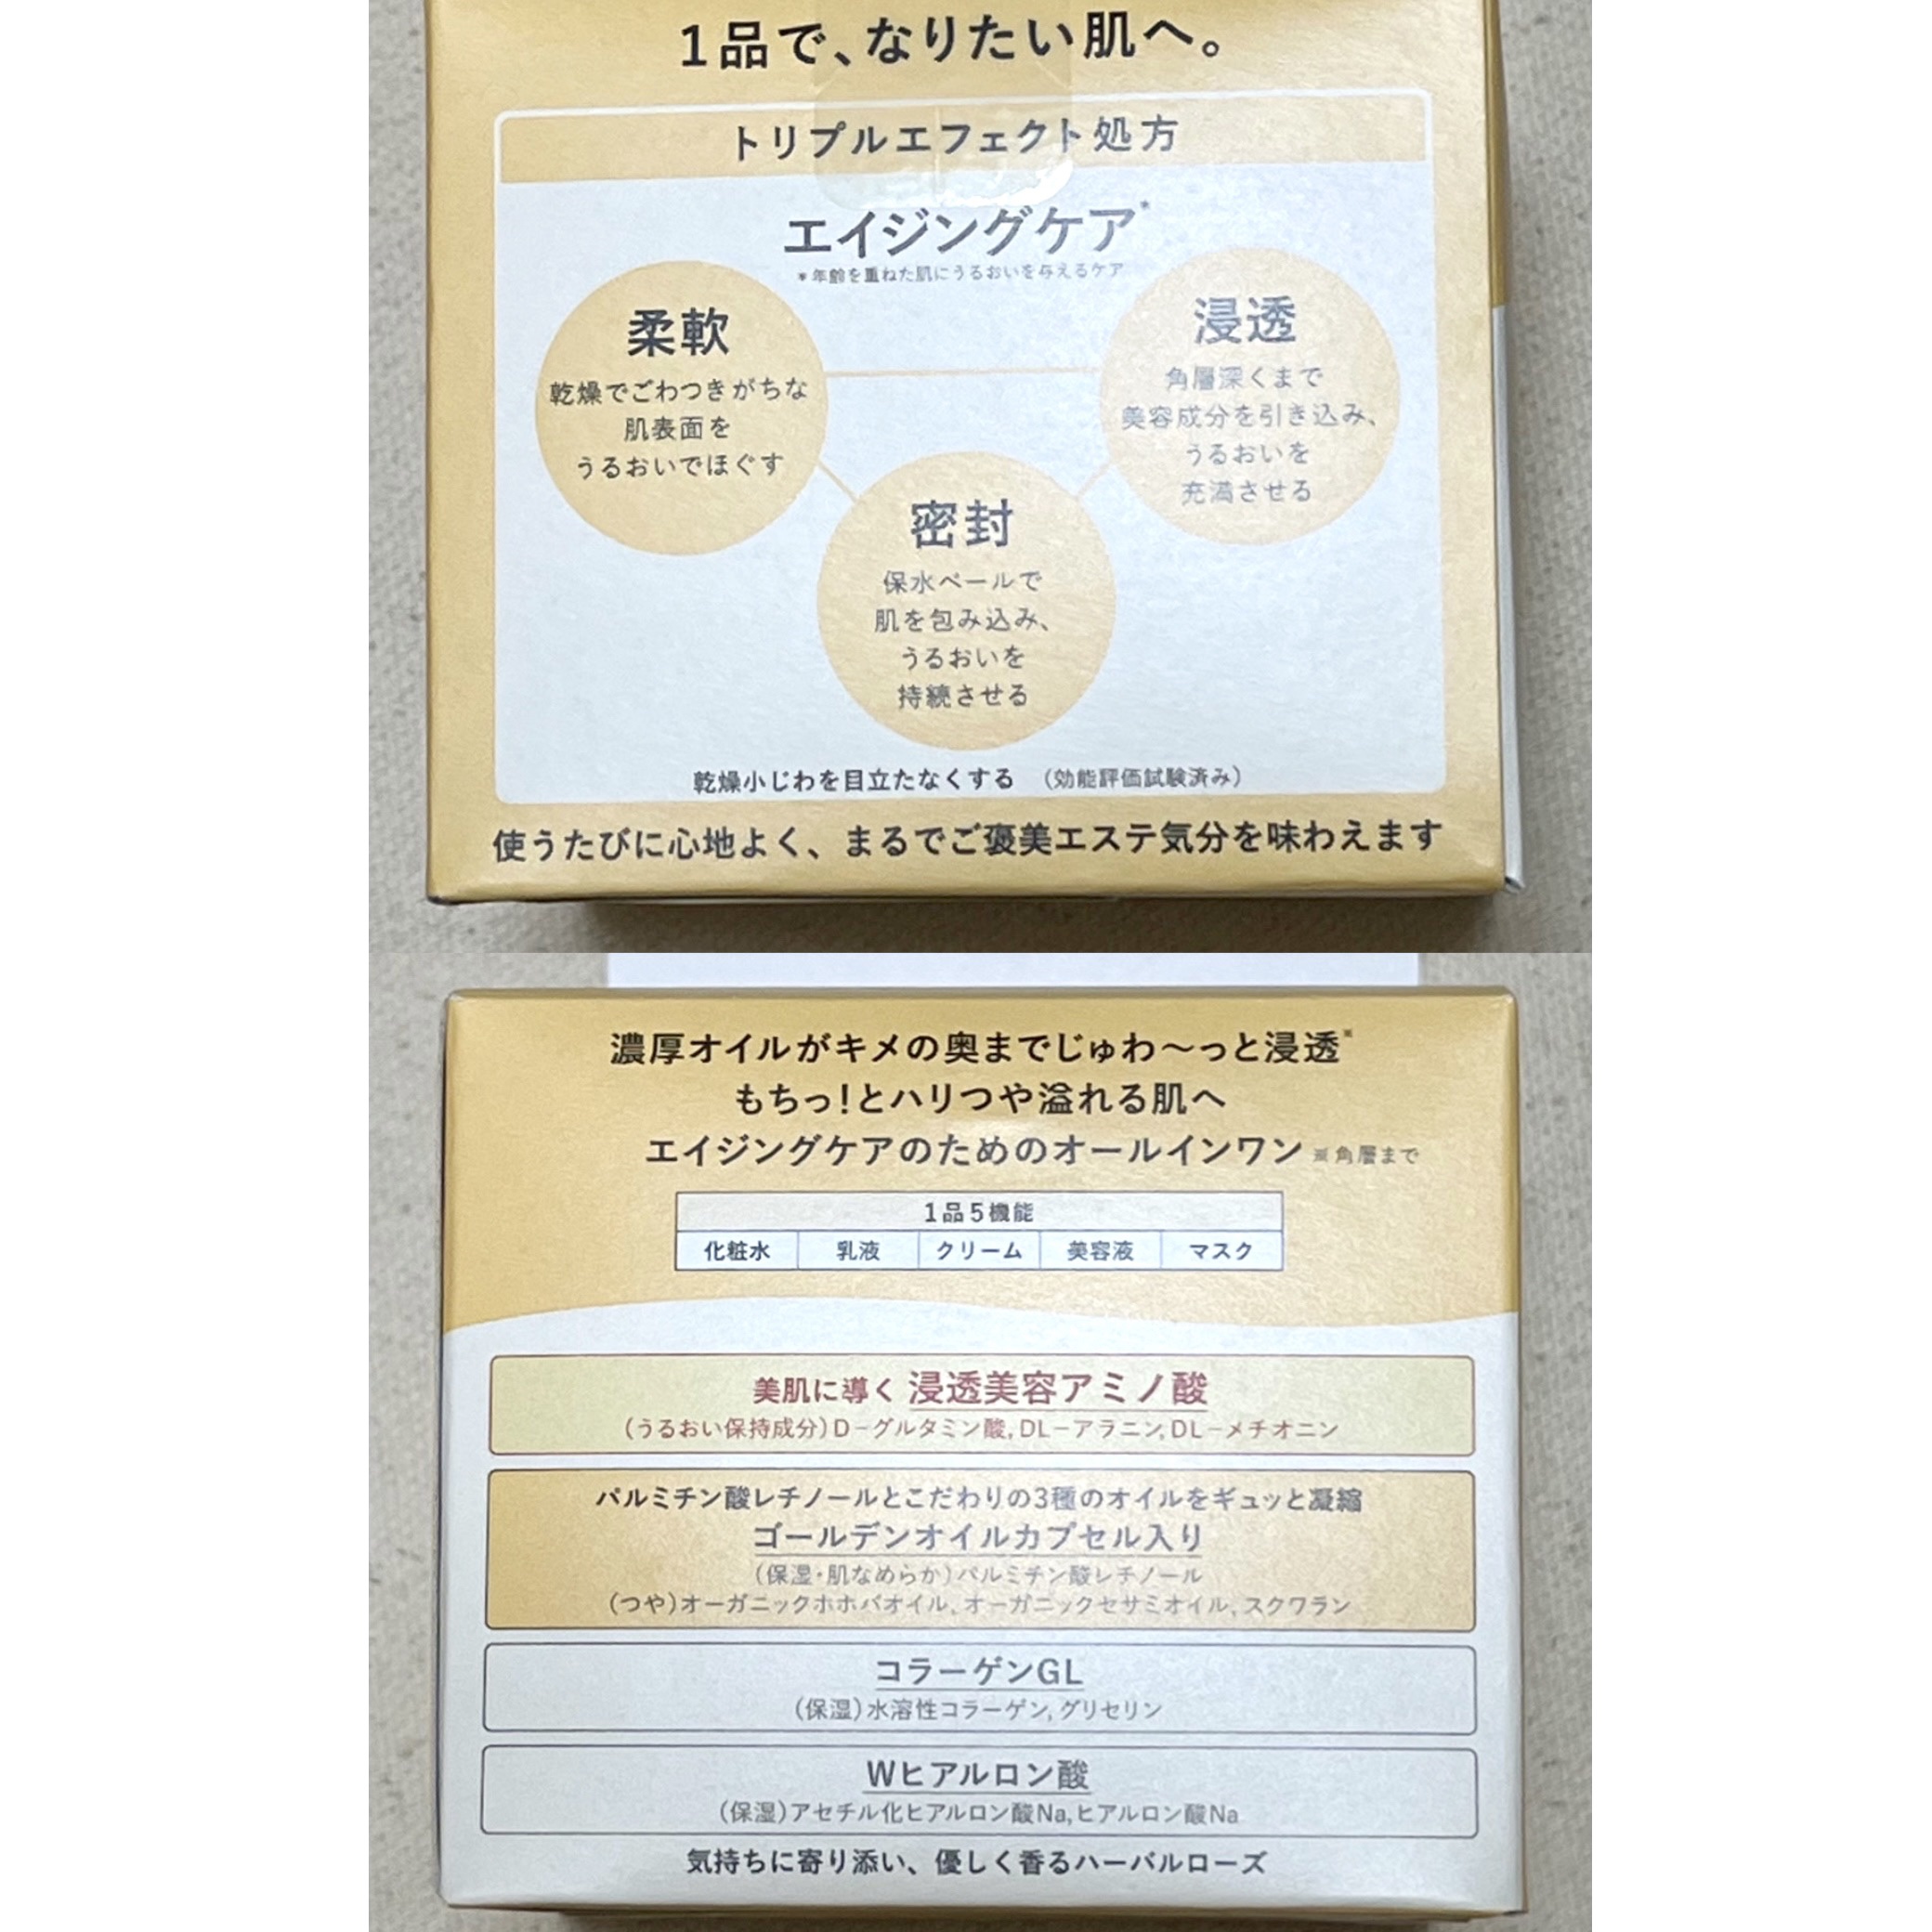 1品で、なりたい肌へ。
トリプルエフェクト処方
エイジングケア*
*年齢を重ねた肌にうるおいを与えるケア
柔軟
乾燥でごわつきがちな
肌表面を
うるおいでほぐす
浸透
角層深くまで
美容成分を引き込み、
うるおいを
充満させる
密封
保水ベールで
肌を包み込み、
うるおいを
持続させる
乾燥小じわを目立たなくする （効能評価試験済み）
使うたびに心地よく、まるでご褒美エステ気分を味わえます
濃厚オイルがキメの奥までじゅわ～っと浸透※
もちっ!とハリつや溢れる肌へ
エイジングケアのためのオールインワン ※角層まで
1品5機能
化粧水 乳液 クリーム 美容液 マスク
美肌に導く 浸透美容アミノ酸
(うるおい保持成分)D−グルタミン酸,DL−アラニン,DL−メチオニン
パルミチン酸レチノールとこだわりの3種のオイルをギュッと凝縮
ゴールデンオイルカプセル入り
(保湿・肌なめらか)パルミチン酸レチノール
(つや)オーガニックホホバオイル,オーガニックセサミオイル,スクワラン
コラーゲンGL
(保湿)水溶性コラーゲン,グリセリン
Wヒアルロン酸
(保湿)アセチル化ヒアルロン酸Na,ヒアルロン酸Na
気持ちに寄り添い、優しく香るハーバルローズ